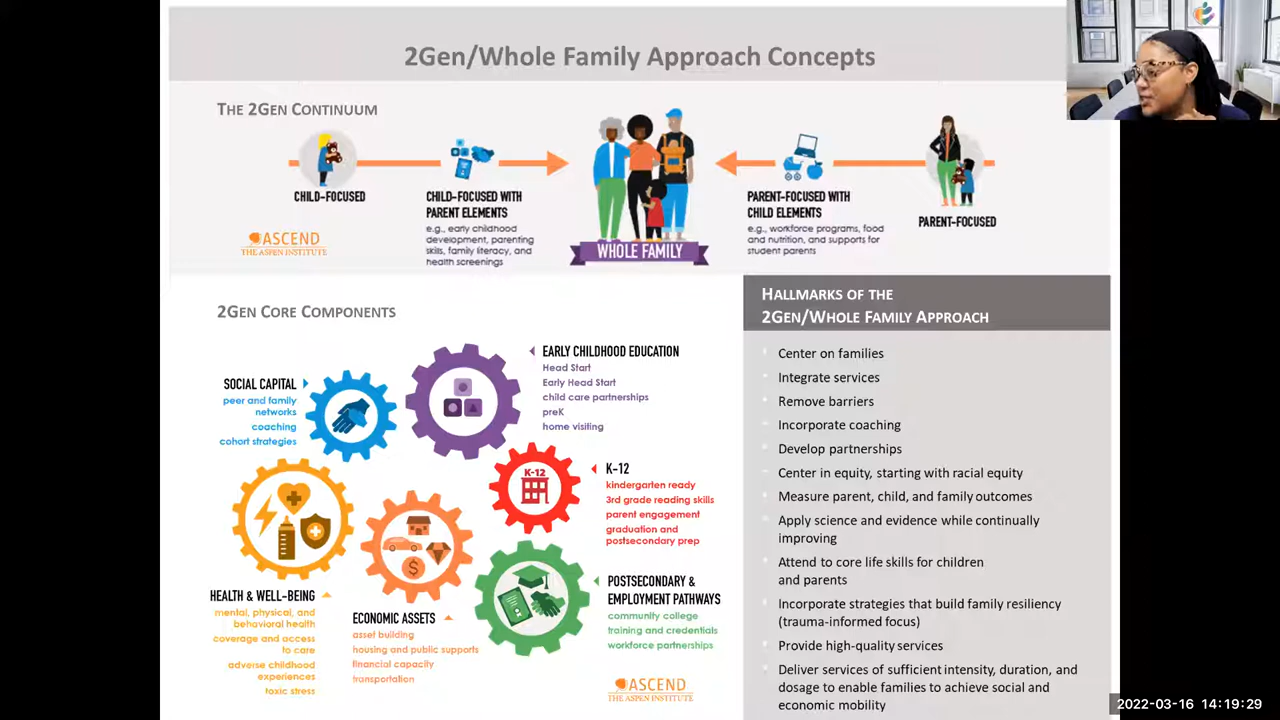 2Gen/Whole Family Approach Concepts
THE 2GEN CONTINUUM
CHILD-FOCUSED
CHILD-FOCUSED WITH
PARENT ELEMENTS
e.g., early childhood
development, parenting
skills, family literacy, and
health screenings
WHOLE FAMILY
PARENT-FOCUSED WITH
CHILD ELEMENTS
e.g., workforce programs, food
and nutrition, and supports for
student parents
PARENT-FOCUSED
ASCEND
THE ASPEN INSTITUTE
2GEN CORE COMPONENTS
SOCIAL CAPITAL
peer and family
networks
coaching
cohort strategies
EARLY CHILDHOOD EDUCATION
Head Start
Early Head Start
child care partnerships
preK
home visiting
K-12
K-12
kindergarten ready
3rd grade reading skills
parent engagement
graduation and
postsecondary prep
HEALTH & WELL-BEING
mental, physical, and
behavioral health
coverage and access
to care
adverse childhood
experiences
toxic stress
ECONOMIC ASSETS
asset building
housing and public supports
financial capacity
transportation
$
POSTSECONDARY &
EMPLOYMENT PATHWAYS
community college
training and credentials
workforce partnerships
ASCEND
THE ASPEN INSTITUTE
HALLMARKS OF THE
2GEN/WHOLE FAMILY APPROACH
Center on families
Integrate services
Remove barriers
Incorporate coaching
Develop partnerships
Center in equity, starting with racial equity
Measure parent, child, and family outcomes
Apply science and evidence while continually
improving
Attend to core life skills for children
and parents
Incorporate strategies that build family resiliency
(trauma-informed focus)
Provide high-quality services
Deliver services of sufficient intensity, duration, and
dosage to enable families to achieve social and
economic mobility
2022-03-16 14:19:29